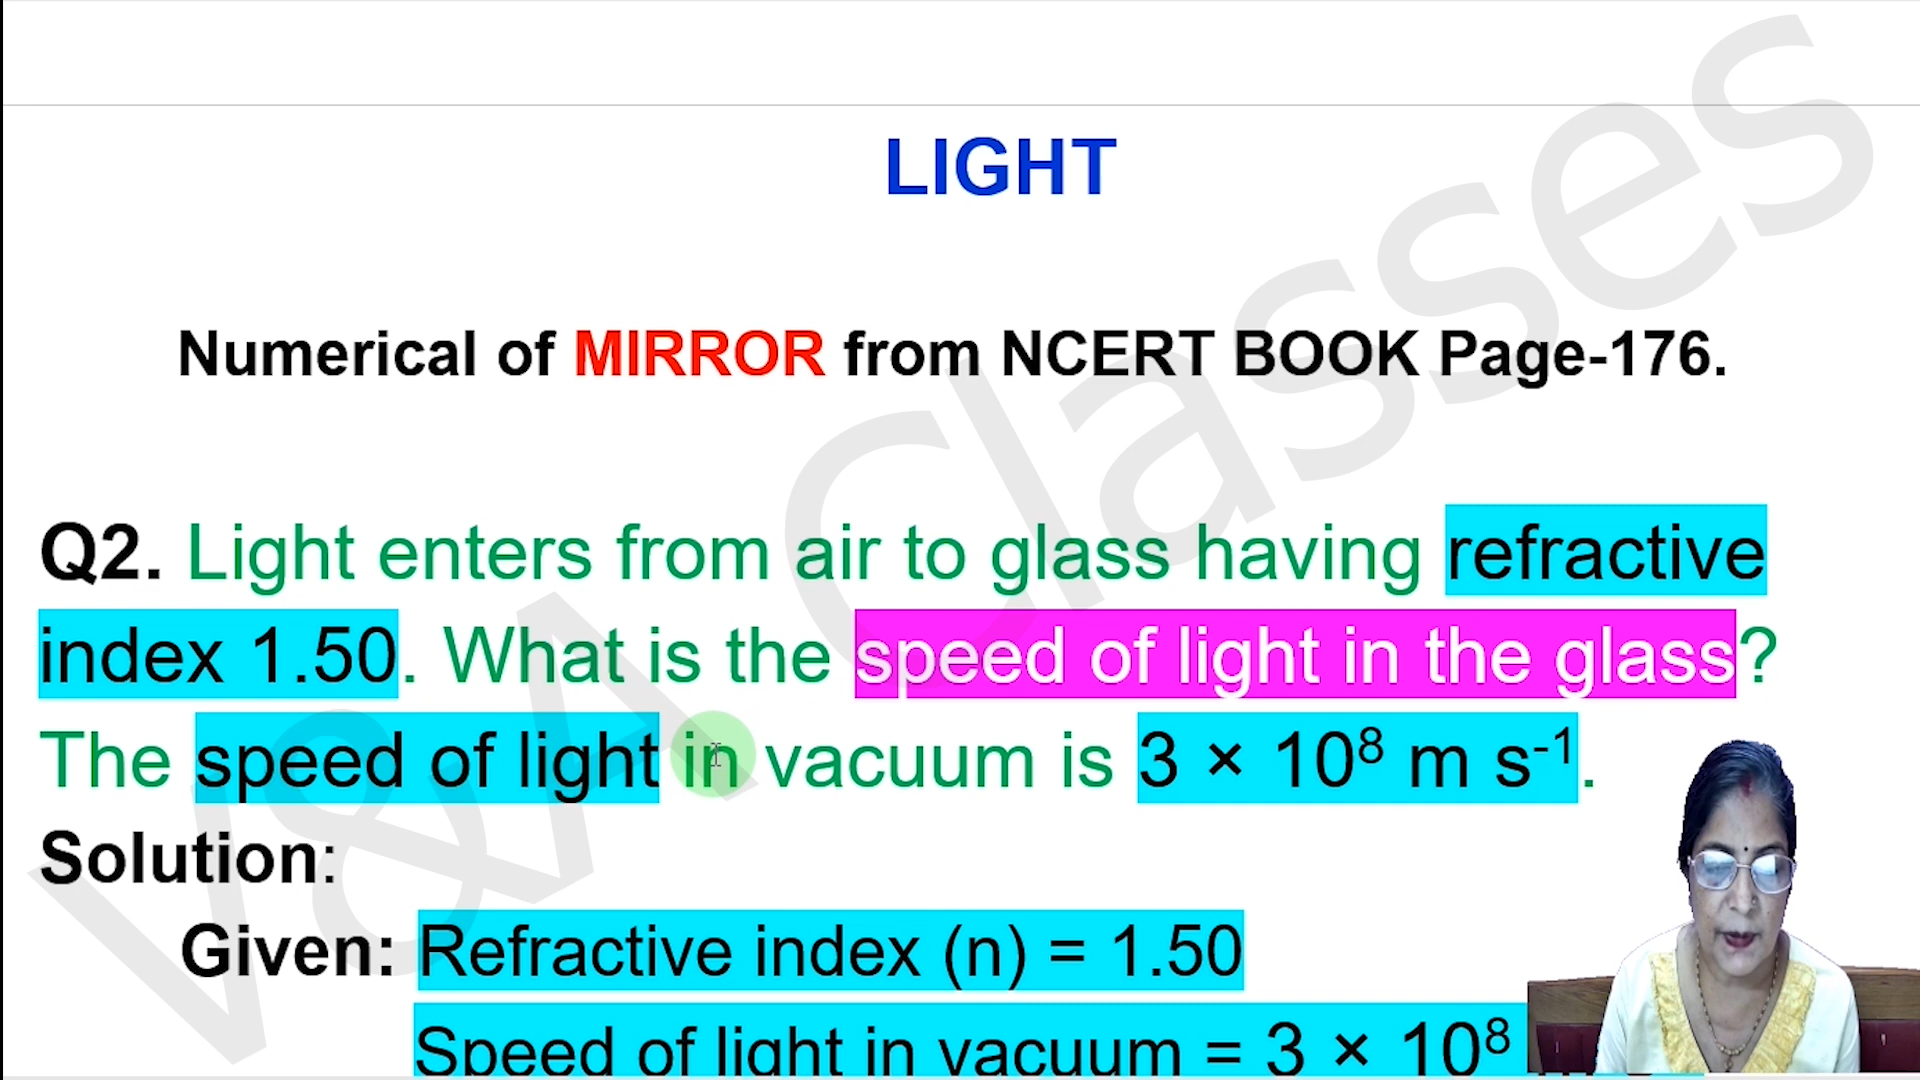 LIGHT
Numerical of MIRROR from NCERT BOOK Page-176.
Q2. Light enters from air to glass having refractive
index 1.50. What is the speed of light in the glass?
The speed of light in vacuum is 3 × 10⁸ m s⁻¹.
Solution:
Given: Refractive index (n) = 1.50
Speed of light in vacuum = 3 × 10⁸
V&A Classes